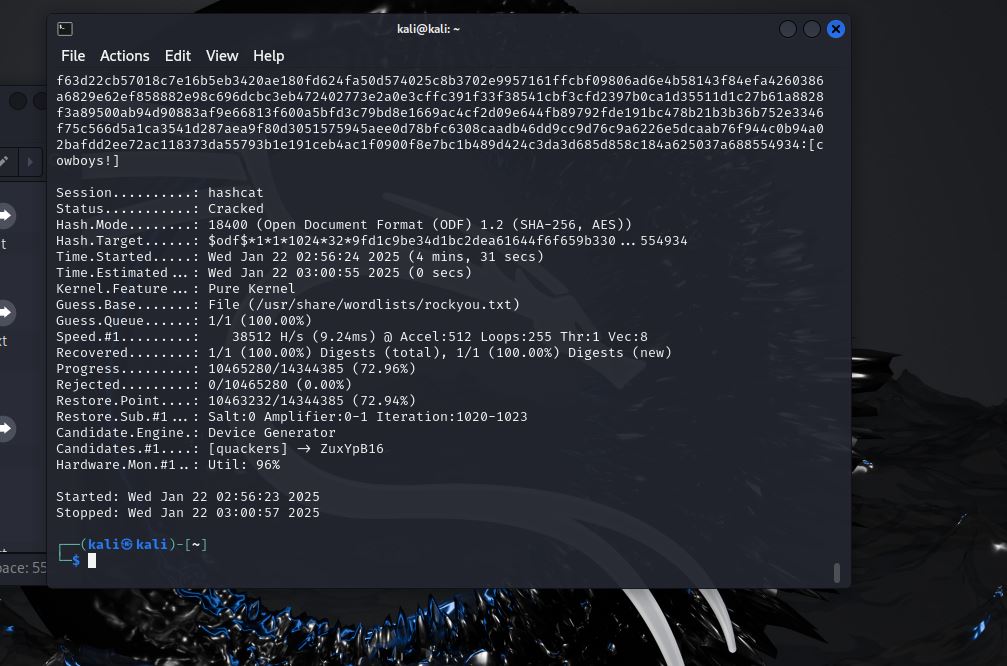 kali@kali: ~
File Actions Edit View Help
f63d22cb57018c7e16b5eb3420ae180fd624fa50d574025c8b3702e9957161ffcbf09806ad6e4b58143f84efa4260386
a6829e62ef858882e98c696dcbc3eb472402773e2a0e3cffc391f33f38541cbf3cfd2397b0ca1d35511d1c27b61a8828
f3a89500ab94d90883af9e66813f600a5bfd3c79bd8e1669ac4cf2d09e644fb89792fde191bc478b21b3b36b752e3346
f75c566d5a1ca3541d287aea9f80d3051575945aee0d78bfc6308caadb46dd9cc9d76c9a6226e5dcaab76f944c0b94a0
2bafdd2ee72ac118373da55793b1e191ceb4ac1f0900f8e7bc1b489d424c3da3d685d858c184a625037a688554934:[c
owboys!]
Session..........: hashcat
Status...........: Cracked
Hash.Mode........: 18400 (Open Document Format (ODF) 1.2 (SHA-256, AES))
Hash.Target......: $odf$*1*1*1024*32*9fd1c9be34d1bc2dea61644f6f659b330...554934
Time.Started.....: Wed Jan 22 02:56:24 2025 (4 mins, 31 secs)
Time.Estimated...: Wed Jan 22 03:00:55 2025 (0 secs)
Kernel.Feature...: Pure Kernel
Guess.Base.......: File (/usr/share/wordlists/rockyou.txt)
Guess.Queue......: 1/1 (100.00%)
Speed.#1.........:    38512 H/s (9.24ms) @ Accel:512 Loops:255 Thr:1 Vec:8
Recovered........: 1/1 (100.00%) Digests (total), 1/1 (100.00%) Digests (new)
Progress.........: 10465280/14344385 (72.96%)
Rejected.........: 0/10465280 (0.00%)
Restore.Point....: 10463232/14344385 (72.94%)
Restore.Sub.#1...: Salt:0 Amplifier:0-1 Iteration:1020-1023
Candidate.Engine.: Device Generator
Candidates.#1....: [quackers] -> ZuxYpB16
Hardware.Mon.#1..: Util: 96%
Started: Wed Jan 22 02:56:23 2025
Stopped: Wed Jan 22 03:00:57 2025
┌──(kali㉿kali)-[~]
└─$